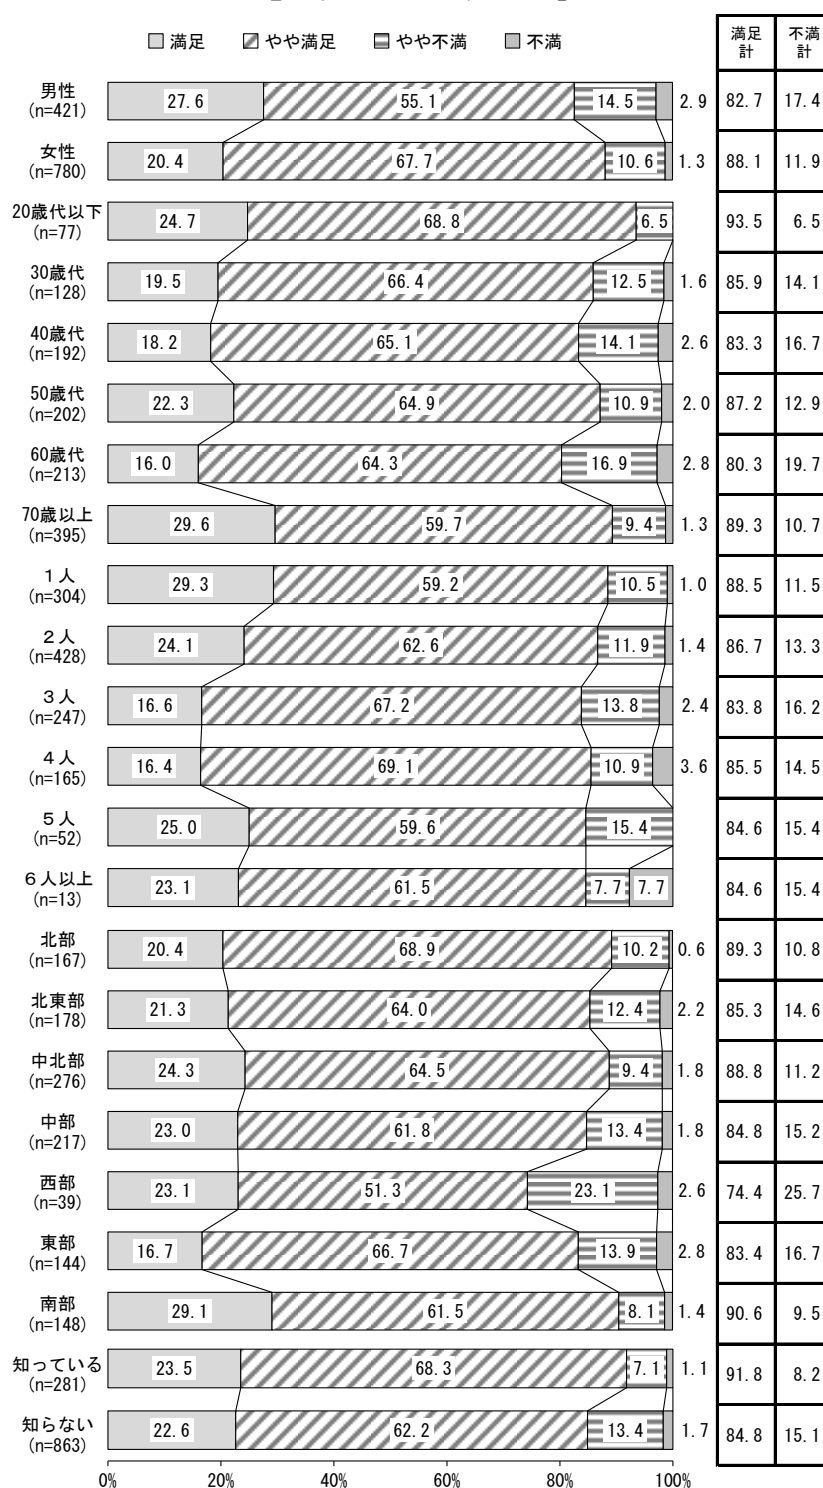 満足 やや満足 やや不満 不満 満足計 不満計
男性 (n=421) 27.6 55.1 14.5 2.9 82.7 17.4
女性 (n=780) 20.4 67.7 10.6 1.3 88.1 11.9
20歳代以下 (n=77) 24.7 68.8 6.5 93.5 6.5
30歳代 (n=128) 19.5 66.4 12.5 1.6 85.9 14.1
40歳代 (n=192) 18.2 65.1 14.1 2.6 83.3 16.7
50歳代 (n=202) 22.3 64.9 10.9 2.0 87.2 12.9
60歳代 (n=213) 16.0 64.3 16.9 2.8 80.3 19.7
70歳以上 (n=395) 29.6 59.7 9.4 1.3 89.3 10.7
1人 (n=304) 29.3 59.2 10.5 1.0 88.5 11.5
2人 (n=428) 24.1 62.6 11.9 1.4 86.7 13.3
3人 (n=247) 16.6 67.2 13.8 2.4 83.8 16.2
4人 (n=165) 16.4 69.1 10.9 3.6 85.5 14.5
5人 (n=52) 25.0 59.6 15.4 84.6 15.4
6人以上 (n=13) 23.1 61.5 7.7 7.7 84.6 15.4
北部 (n=167) 20.4 68.9 10.2 0.6 89.3 10.8
北東部 (n=178) 21.3 64.0 12.4 2.2 85.3 14.6
中北部 (n=276) 24.3 64.5 9.4 1.8 88.8 11.2
中部 (n=217) 23.0 61.8 13.4 1.8 84.8 15.2
西部 (n=39) 23.1 51.3 23.1 2.6 74.4 25.7
東部 (n=144) 16.7 66.7 13.9 2.8 83.4 16.7
南部 (n=148) 29.1 61.5 8.1 1.4 90.6 9.5
知っている (n=281) 23.5 68.3 7.1 1.1 91.8 8.2
知らない (n=863) 22.6 62.2 13.4 1.7 84.8 15.1
0% 20% 40% 60% 80% 100%